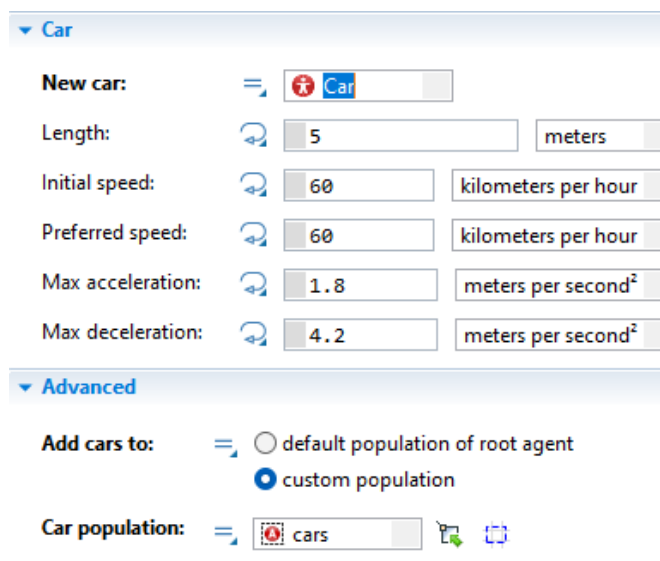 Car
New car: Car
Length: 5 meters
Initial speed: 60 kilometers per hour
Preferred speed: 60 kilometers per hour
Max acceleration: 1.8 meters per second²
Max deceleration: 4.2 meters per second²
Advanced
Add cars to: default population of root agent
custom population
Car population: cars